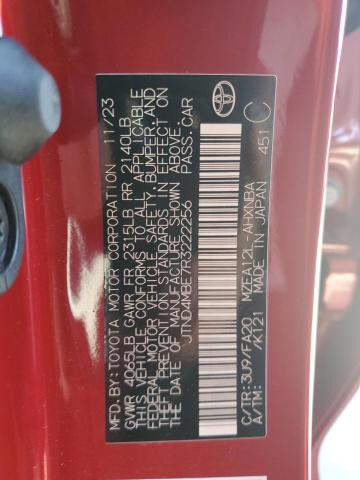 MFD.BY:TOYOTA MOTOR CORPORATION 11/23
GVWR 4065LB GAWR FR 2315LB RR 2140LB
THIS VEHICLE CONFORMS TO ALL APPLICABLE
FEDERAL MOTOR VEHICLE SAFETY, BUMPER, AND
THEFT PREVENTION STANDARDS IN EFFECT ON
THE DATE OF MANUFACTURE SHOWN ABOVE.
JTND4MBE7R3222256 PASS.CAR
C/TR:3U9/FA20 MZEA12L-AHXNBA
A/TM: /K121 MADE IN JAPAN 451 C